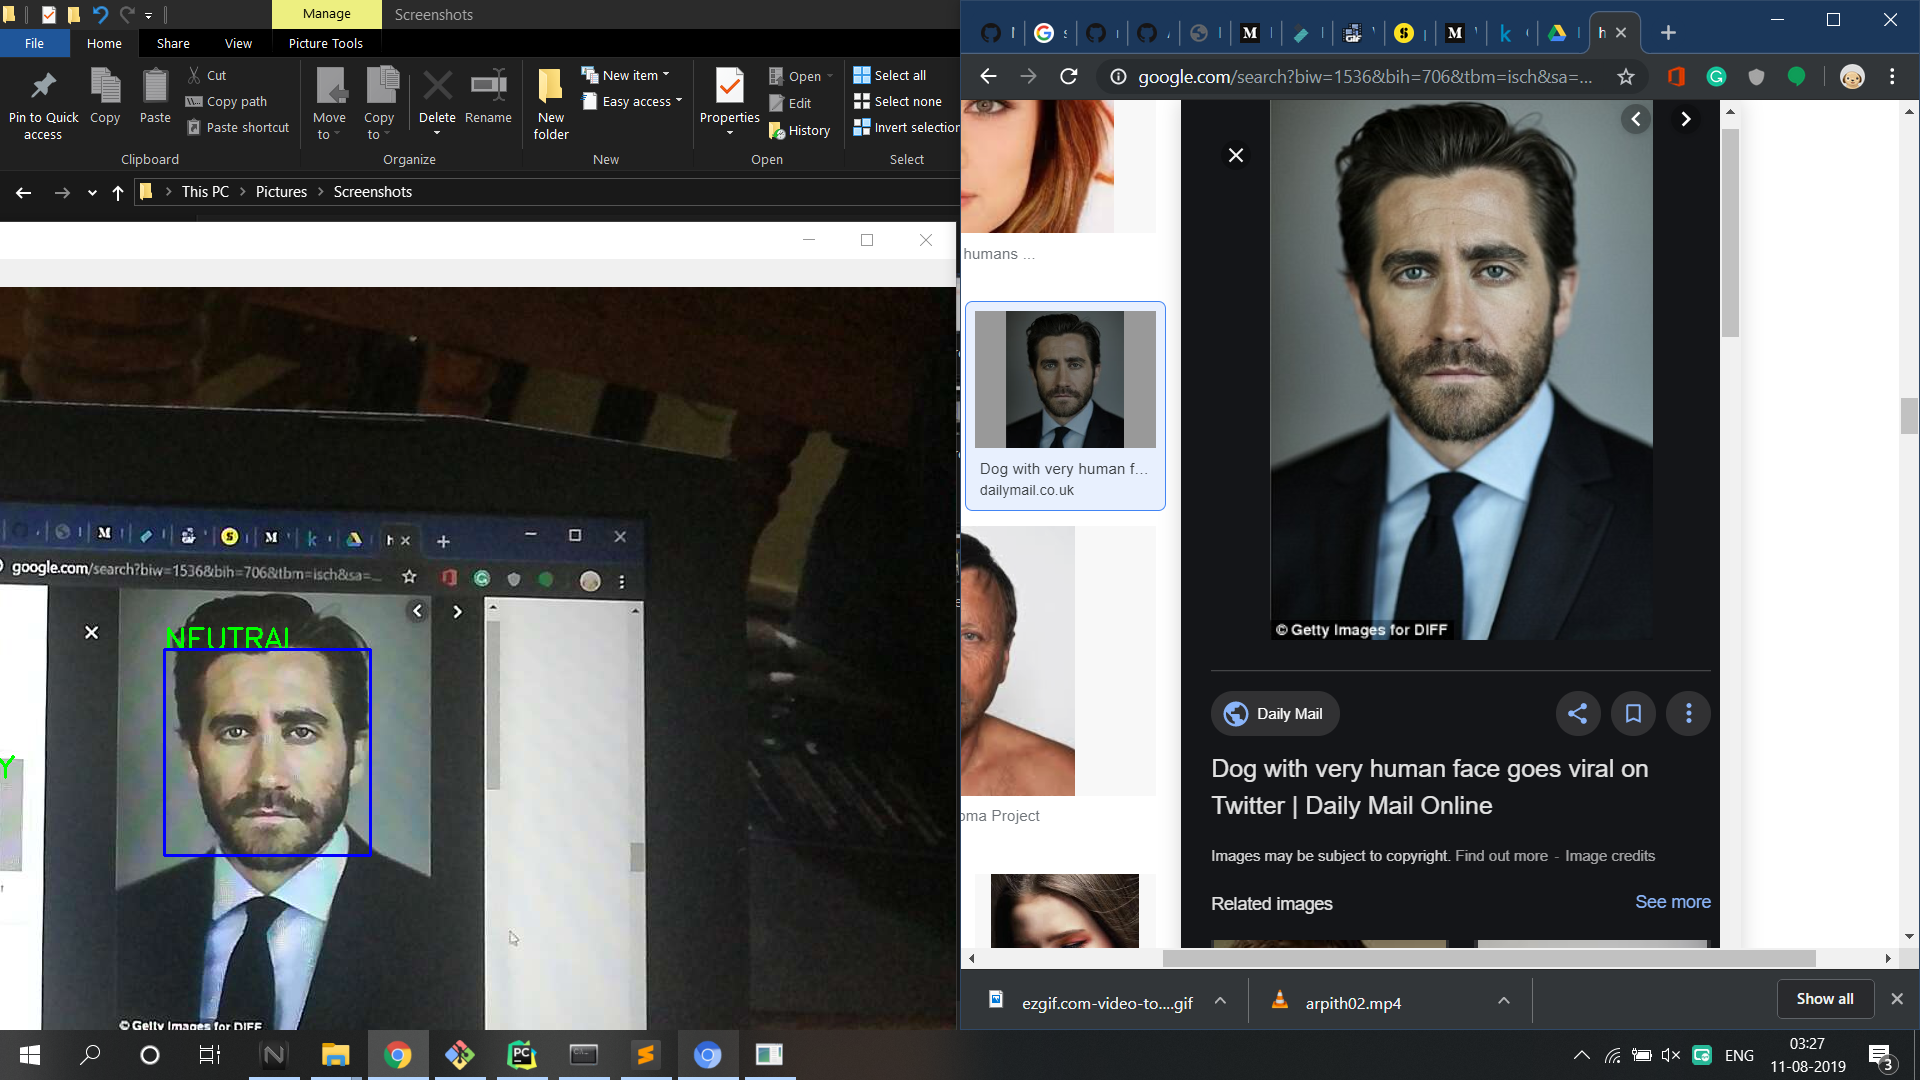 Manage
Screenshots
File
Home
Share
View
Picture Tools
Pin to Quick
access
Copy
Paste
Cut
Copy path
Paste shortcut
Clipboard
Move
to
Copy
to
Delete
Rename
Organize
New
folder
New item
Easy access
New
Properties
Open
Edit
History
Open
Select all
Select none
Invert selection
Select
This PC
Pictures
Screenshots
google.com/search?biw=1536&bih=706&tbm=isch&sa=...
NEUTRAL
Y
© Getty Images for DIFF
h
google.com/search?biw=1536&bih=706&tbm=isch&sa=...
humans ...
Dog with very human f...
dailymail.co.uk
oma Project
© Getty Images for DIFF
Daily Mail
Dog with very human face goes viral on
Twitter | Daily Mail Online
Images may be subject to copyright. Find out more - Image credits
Related images
See more
ezgif.com-video-to....gif
arpith02.mp4
Show all
ENG
03:27
11-08-2019
3